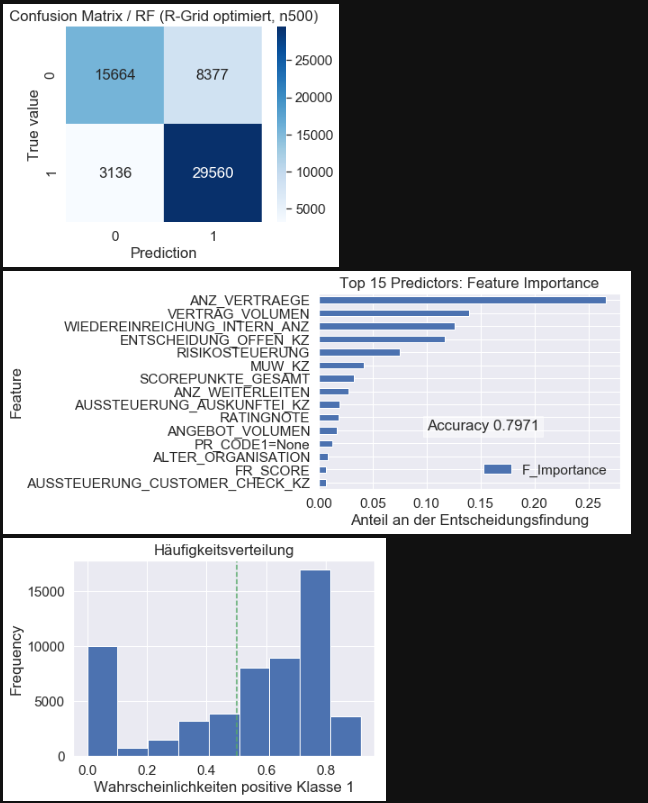 Confusion Matrix / RF (R-Grid optimiert, n500)
True value
0
15664
8377
1
3136
29560
0
1
Prediction
25000
20000
15000
10000
5000
Top 15 Predictors: Feature Importance
Feature
ANZ_VERTRAEGE
VERTRAG_VOLUMEN
WIEDEREINREICHUNG_INTERN_ANZ
ENTSCHEIDUNG_OFFEN_KZ
RISIKOSTEUERUNG
MUW_KZ
SCOREPUNKTE_GESAMT
ANZ_WEITERLEITEN
AUSSTEUERUNG_AUSKUNFTEI_KZ
RATINGNOTE
ANGEBOT_VOLUMEN
PR_CODE1=None
ALTER_ORGANISATION
FR_SCORE
AUSSTEUERUNG_CUSTOMER_CHECK_KZ
Accuracy 0.7971
F_Importance
0.00 0.05 0.10 0.15 0.20 0.25
Anteil an der Entscheidungsfindung
Häufigkeitsverteilung
Frequency
15000
10000
5000
0
0.0 0.2 0.4 0.6 0.8
Wahrscheinlichkeiten positive Klasse 1